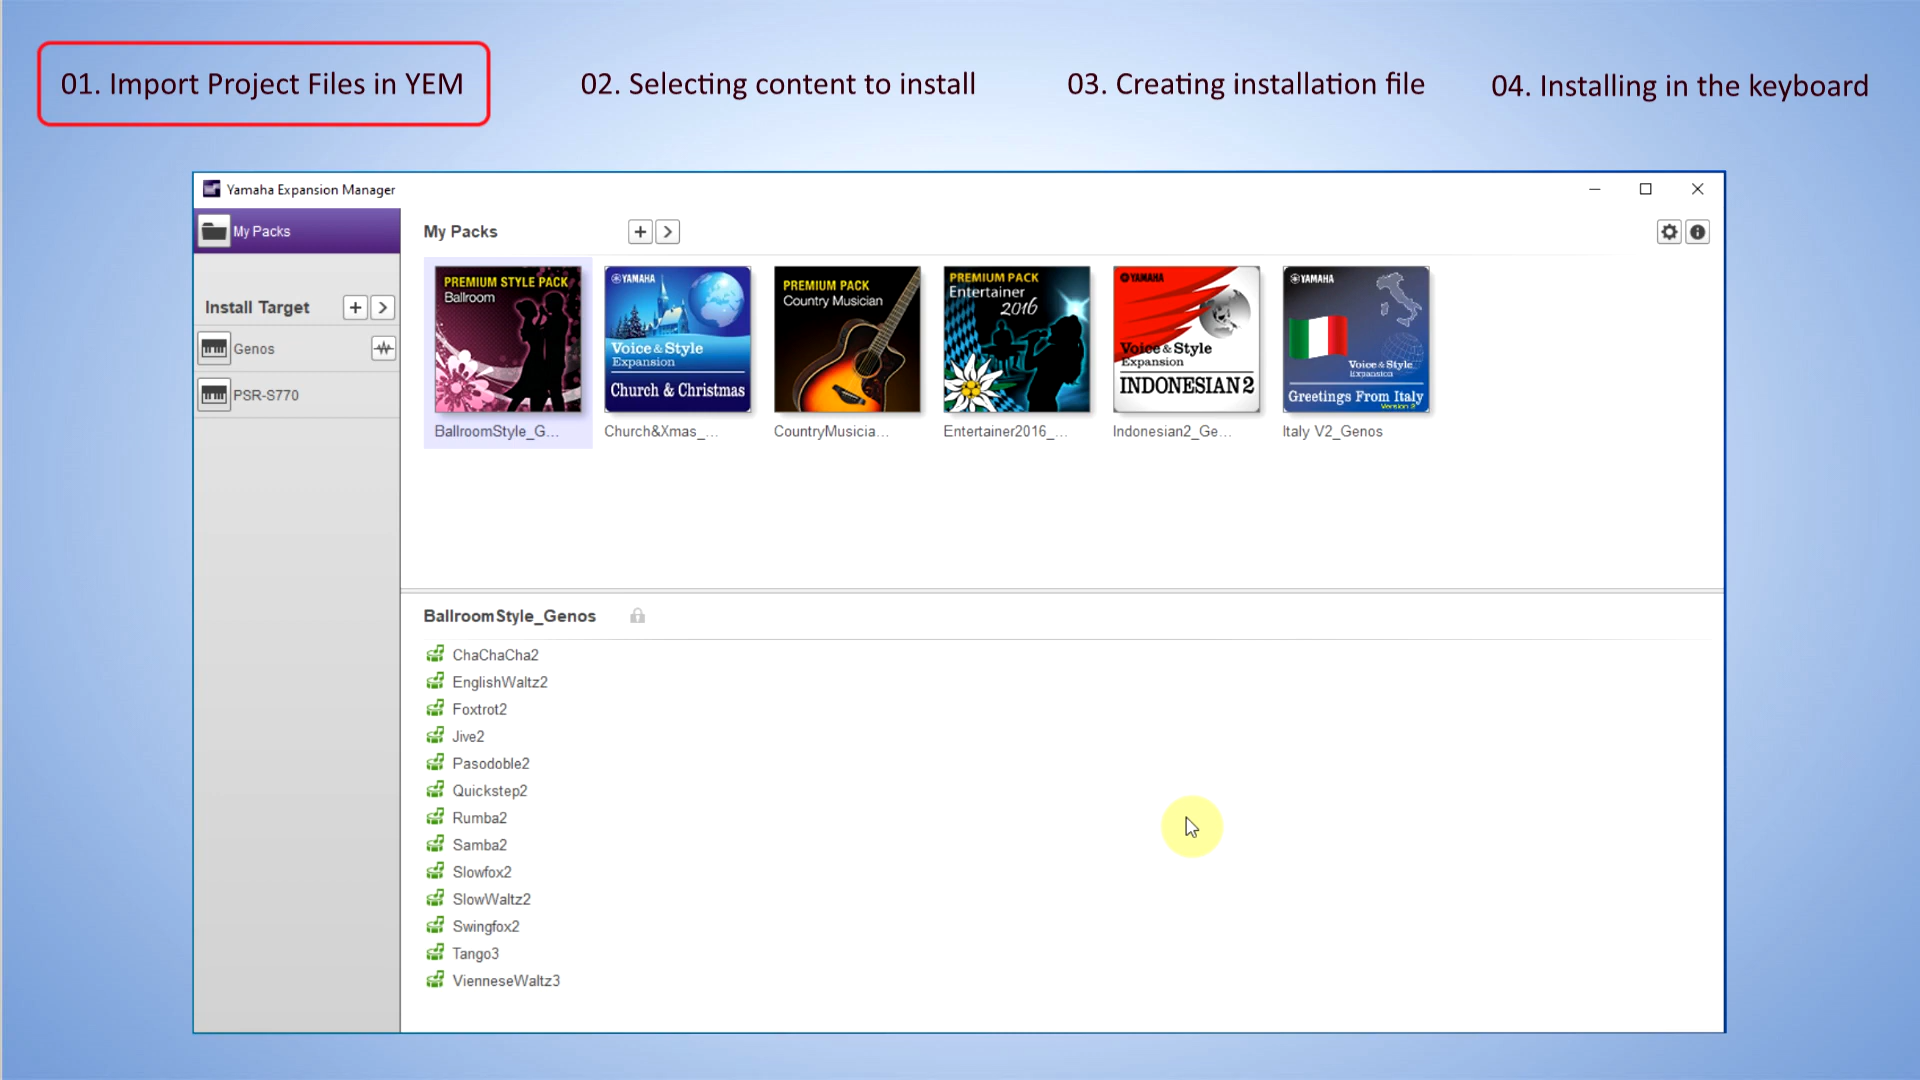 01. Import Project Files in YEM
02. Selecting content to install
03. Creating installation file
04. Installing in the keyboard
Yamaha Expansion Manager
My Packs
Install Target
Genos
PSR-S770
My Packs
PREMIUM STYLE PACK
Ballroom
BallroomStyle_G...
YAMAHA
Voice & Style
Expansion
Church & Christmas
Church&Xmas_...
PREMIUM PACK
Country Musician
CountryMusicia...
PREMIUM PACK
Entertainer
2016
Entertainer2016_...
YAMAHA
Voice & Style
Expansion
INDONESIAN 2
Indonesian2_Ge...
YAMAHA
Voice & Style
Expansion
Greetings From Italy
Version 2
Italy V2_Genos
BallroomStyle_Genos
ChaChaCha2
EnglishWaltz2
Foxtrot2
Jive2
Pasodoble2
Quickstep2
Rumba2
Samba2
Slowfox2
SlowWaltz2
Swingfox2
Tango3
VienneseWaltz3